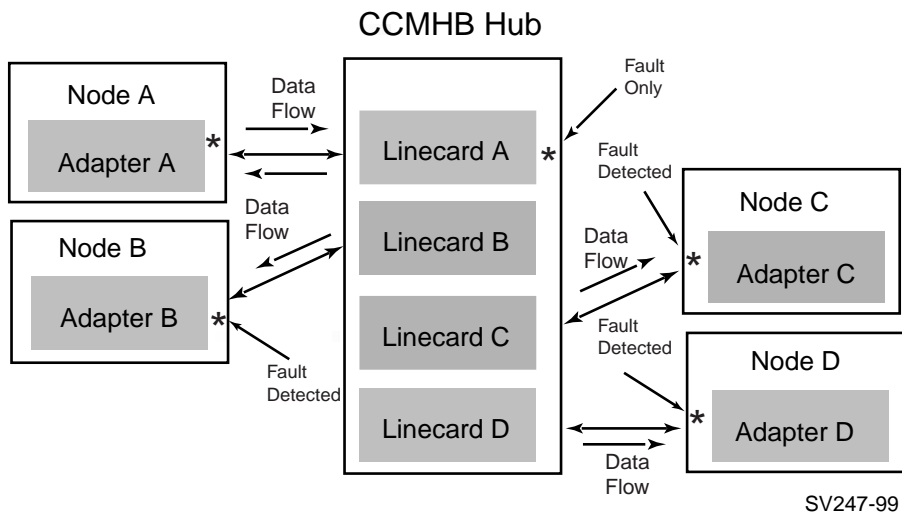 CCMHB Hub
Node A
Adapter A
*
Data
Flow
Linecard A
*
Fault
Only
Node B
Adapter B
*
Data
Flow
Fault
Detected
Linecard B
Linecard C
Linecard D
Fault
Detected
Node C
*
Adapter C
Data
Flow
Fault
Detected
Node D
*
Adapter D
Data
Flow
SV247-99